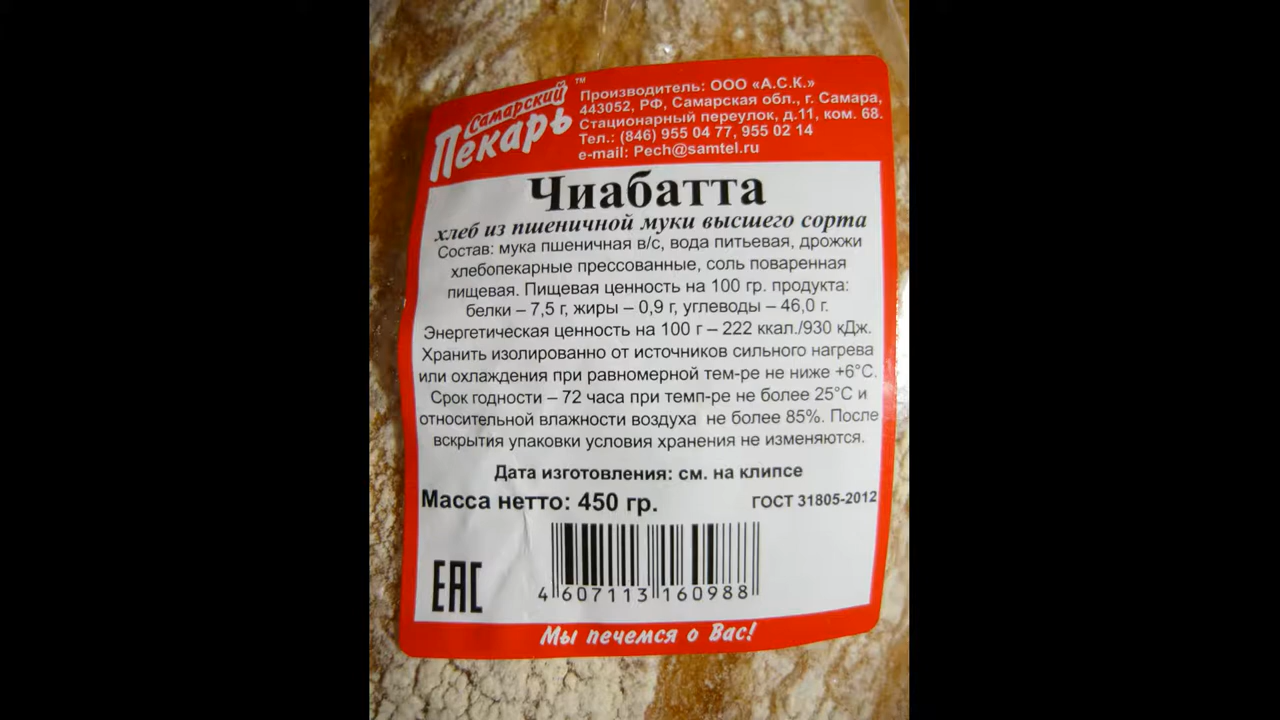 Самарский
Пекарь
™
Производитель: ООО «А.С.К.»
443052, РФ, Самарская обл., г. Самара,
Стационарный переулок, д.11, ком. 68.
Тел.: (846) 955 04 77, 955 02 14
e-mail: Pech@samtel.ru
Чиабатта
хлеб из пшеничной муки высшего сорта
Состав: мука пшеничная в/с, вода питьевая, дрожжи
хлебопекарные прессованные, соль поваренная
пищевая. Пищевая ценность на 100 гр. продукта:
белки – 7,5 г, жиры – 0,9 г, углеводы – 46,0 г.
Энергетическая ценность на 100 г – 222 ккал./930 кДж.
Хранить изолированно от источников сильного нагрева
или охлаждения при равномерной тем-ре не ниже +6°С.
Срок годности – 72 часа при темп-ре не более 25°С и
относительной влажности воздуха не более 85%. После
вскрытия упаковки условия хранения не изменяются.
Дата изготовления: см. на клипсе
Масса нетто: 450 гр.
ГОСТ 31805-2012
EAC
4 607113 160988
Мы печемся о Вас!